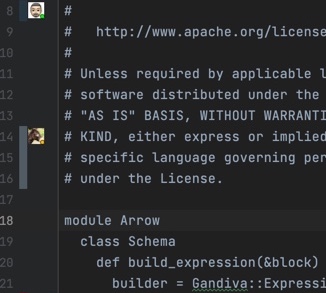 8 #
9 #   http://www.apache.org/license
10 #
11 # Unless required by applicable
12 # software distributed under the
13 # "AS IS" BASIS, WITHOUT
14 # KIND, either express or implied
15 # specific language governing
16 # under the License.
17
18 module Arrow
19   class Schema
20     def build_expression(&block)
21       builder = Gandiva::Expressi